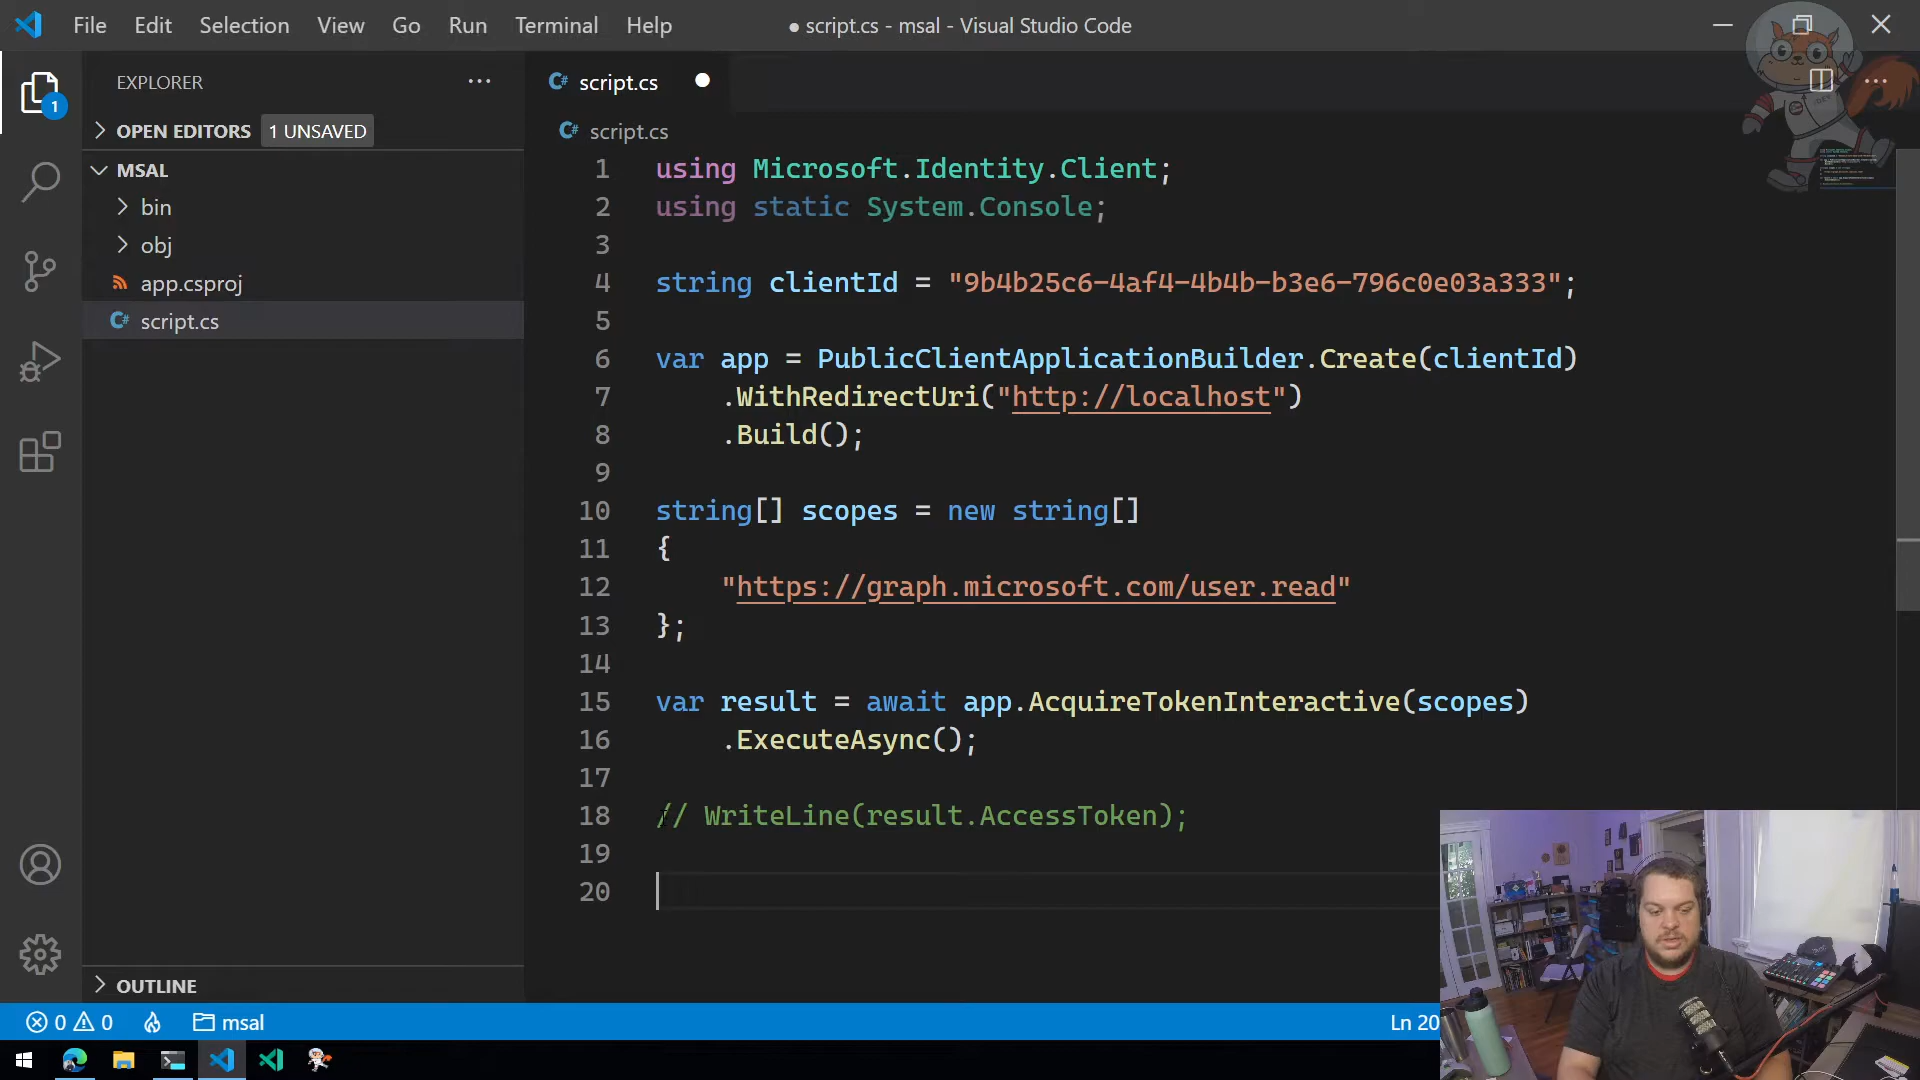 File Edit Selection View Go Run Terminal Help
● script.cs - msal - Visual Studio Code
EXPLORER
OPEN EDITORS 1 UNSAVED
MSAL
bin
obj
app.csproj
C# script.cs
OUTLINE
1
C# script.cs ●
C# script.cs
1 using Microsoft.Identity.Client;
2 using static System.Console;
3
4 string clientId = "9b4b25c6-4af4-4b4b-b3e6-796c0e03a333";
5
6 var app = PublicClientApplicationBuilder.Create(clientId)
7 .WithRedirectUri("http://localhost")
8 .Build();
9
10 string[] scopes = new string[]
11 {
12 "https://graph.microsoft.com/user.read"
13 };
14
15 var result = await app.AcquireTokenInteractive(scopes)
16 .ExecuteAsync();
17
18 // WriteLine(result.AccessToken);
19
20
0 0 msal
Ln 20